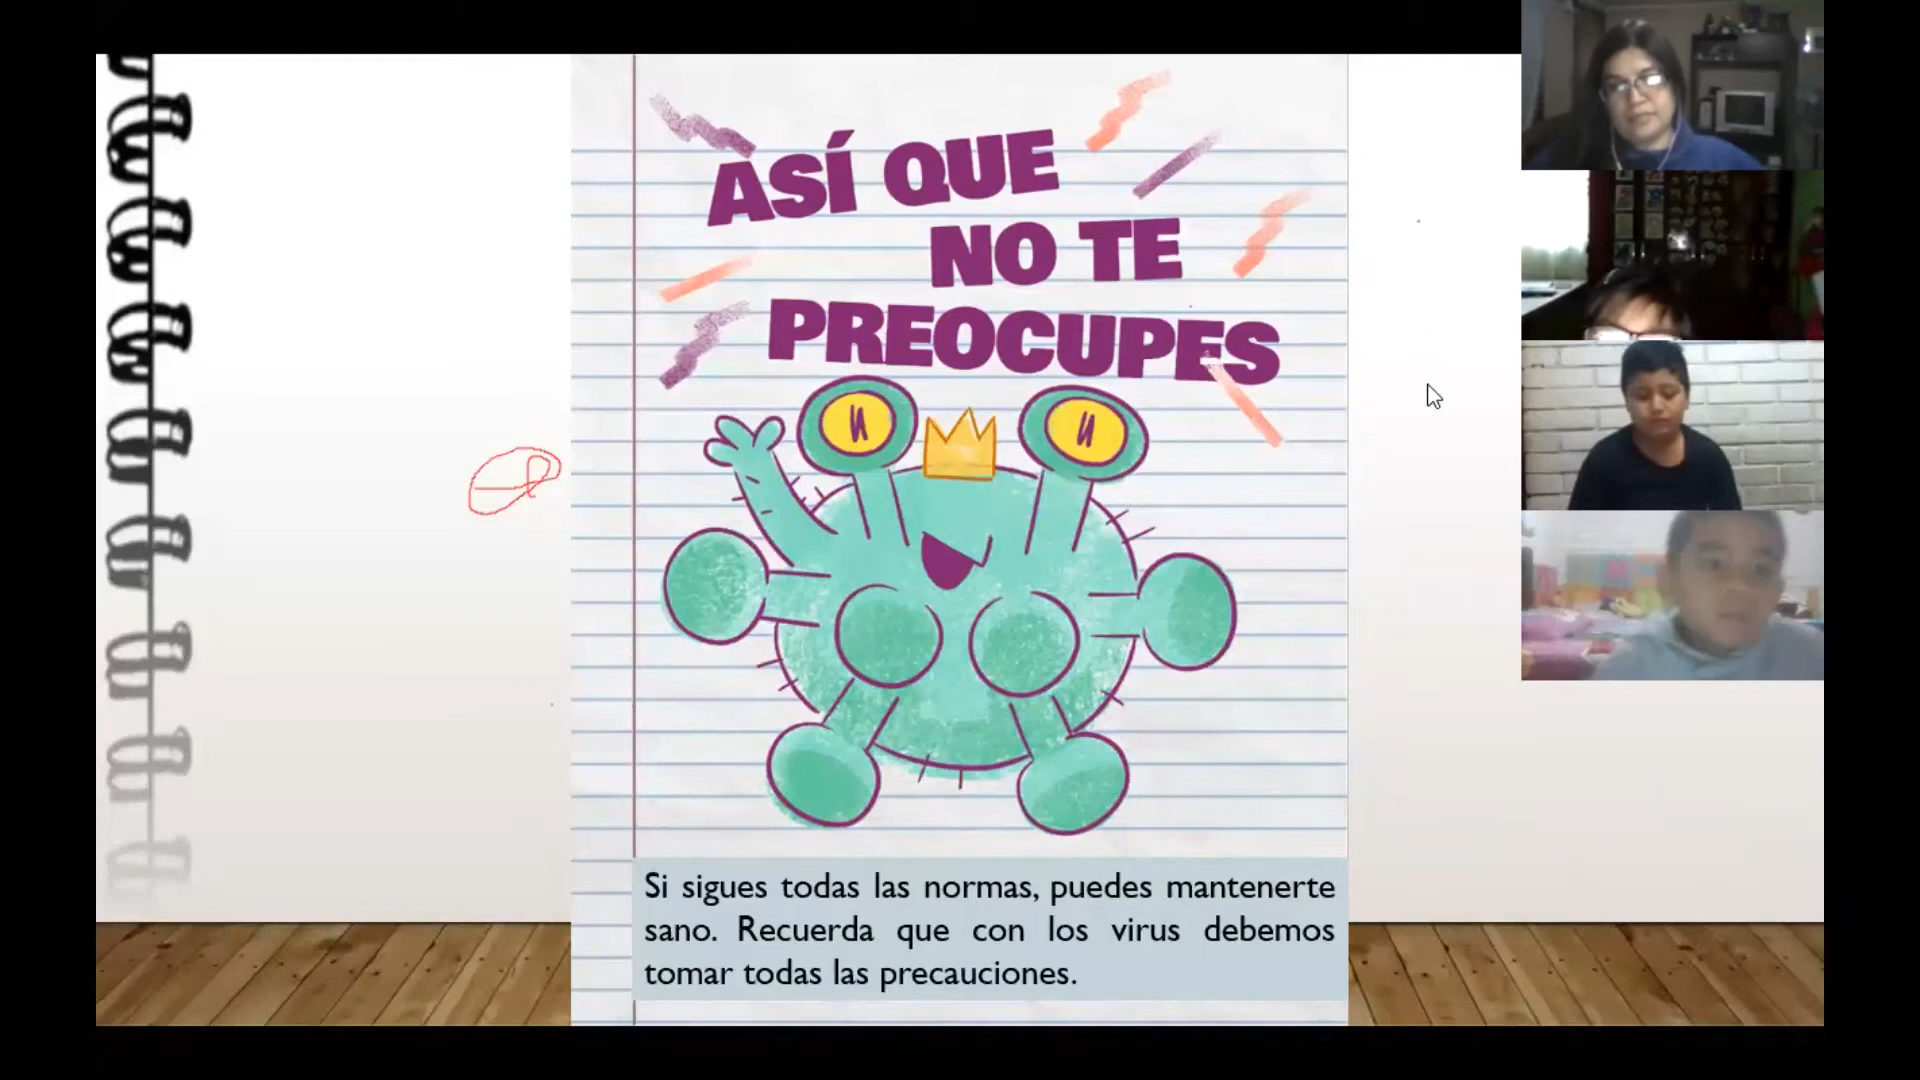 ASÍ QUE
NO TE
PREOCUPES
Si sigues todas las normas, puedes mantenerte
sano. Recuerda que con los virus debemos
tomar todas las precauciones.